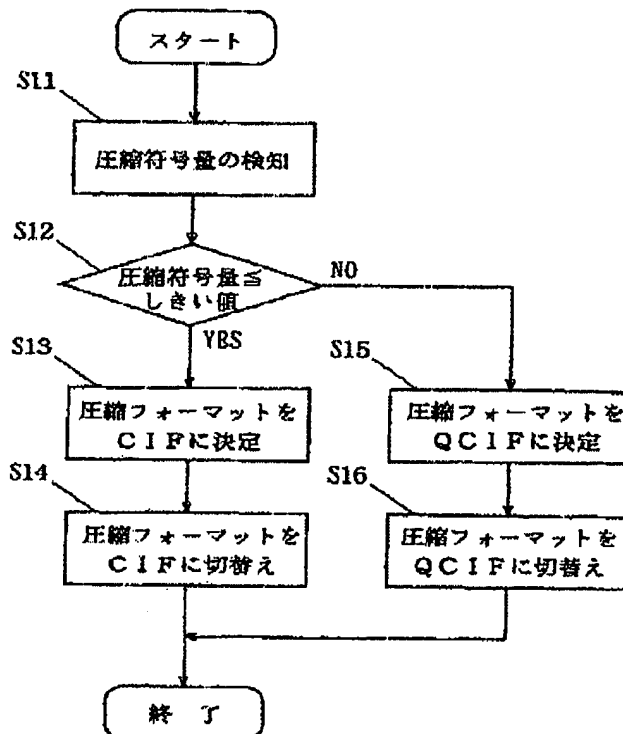 スタート
S11
圧縮符号量の検知
S12
圧縮符号量≦
しきい値
NO
YES
S13
圧縮フォーマットを
CIFに決定
S15
圧縮フォーマットを
QCIFに決定
S14
圧縮フォーマットを
CIFに切替え
S16
圧縮フォーマットを
QCIFに切替え
終 了